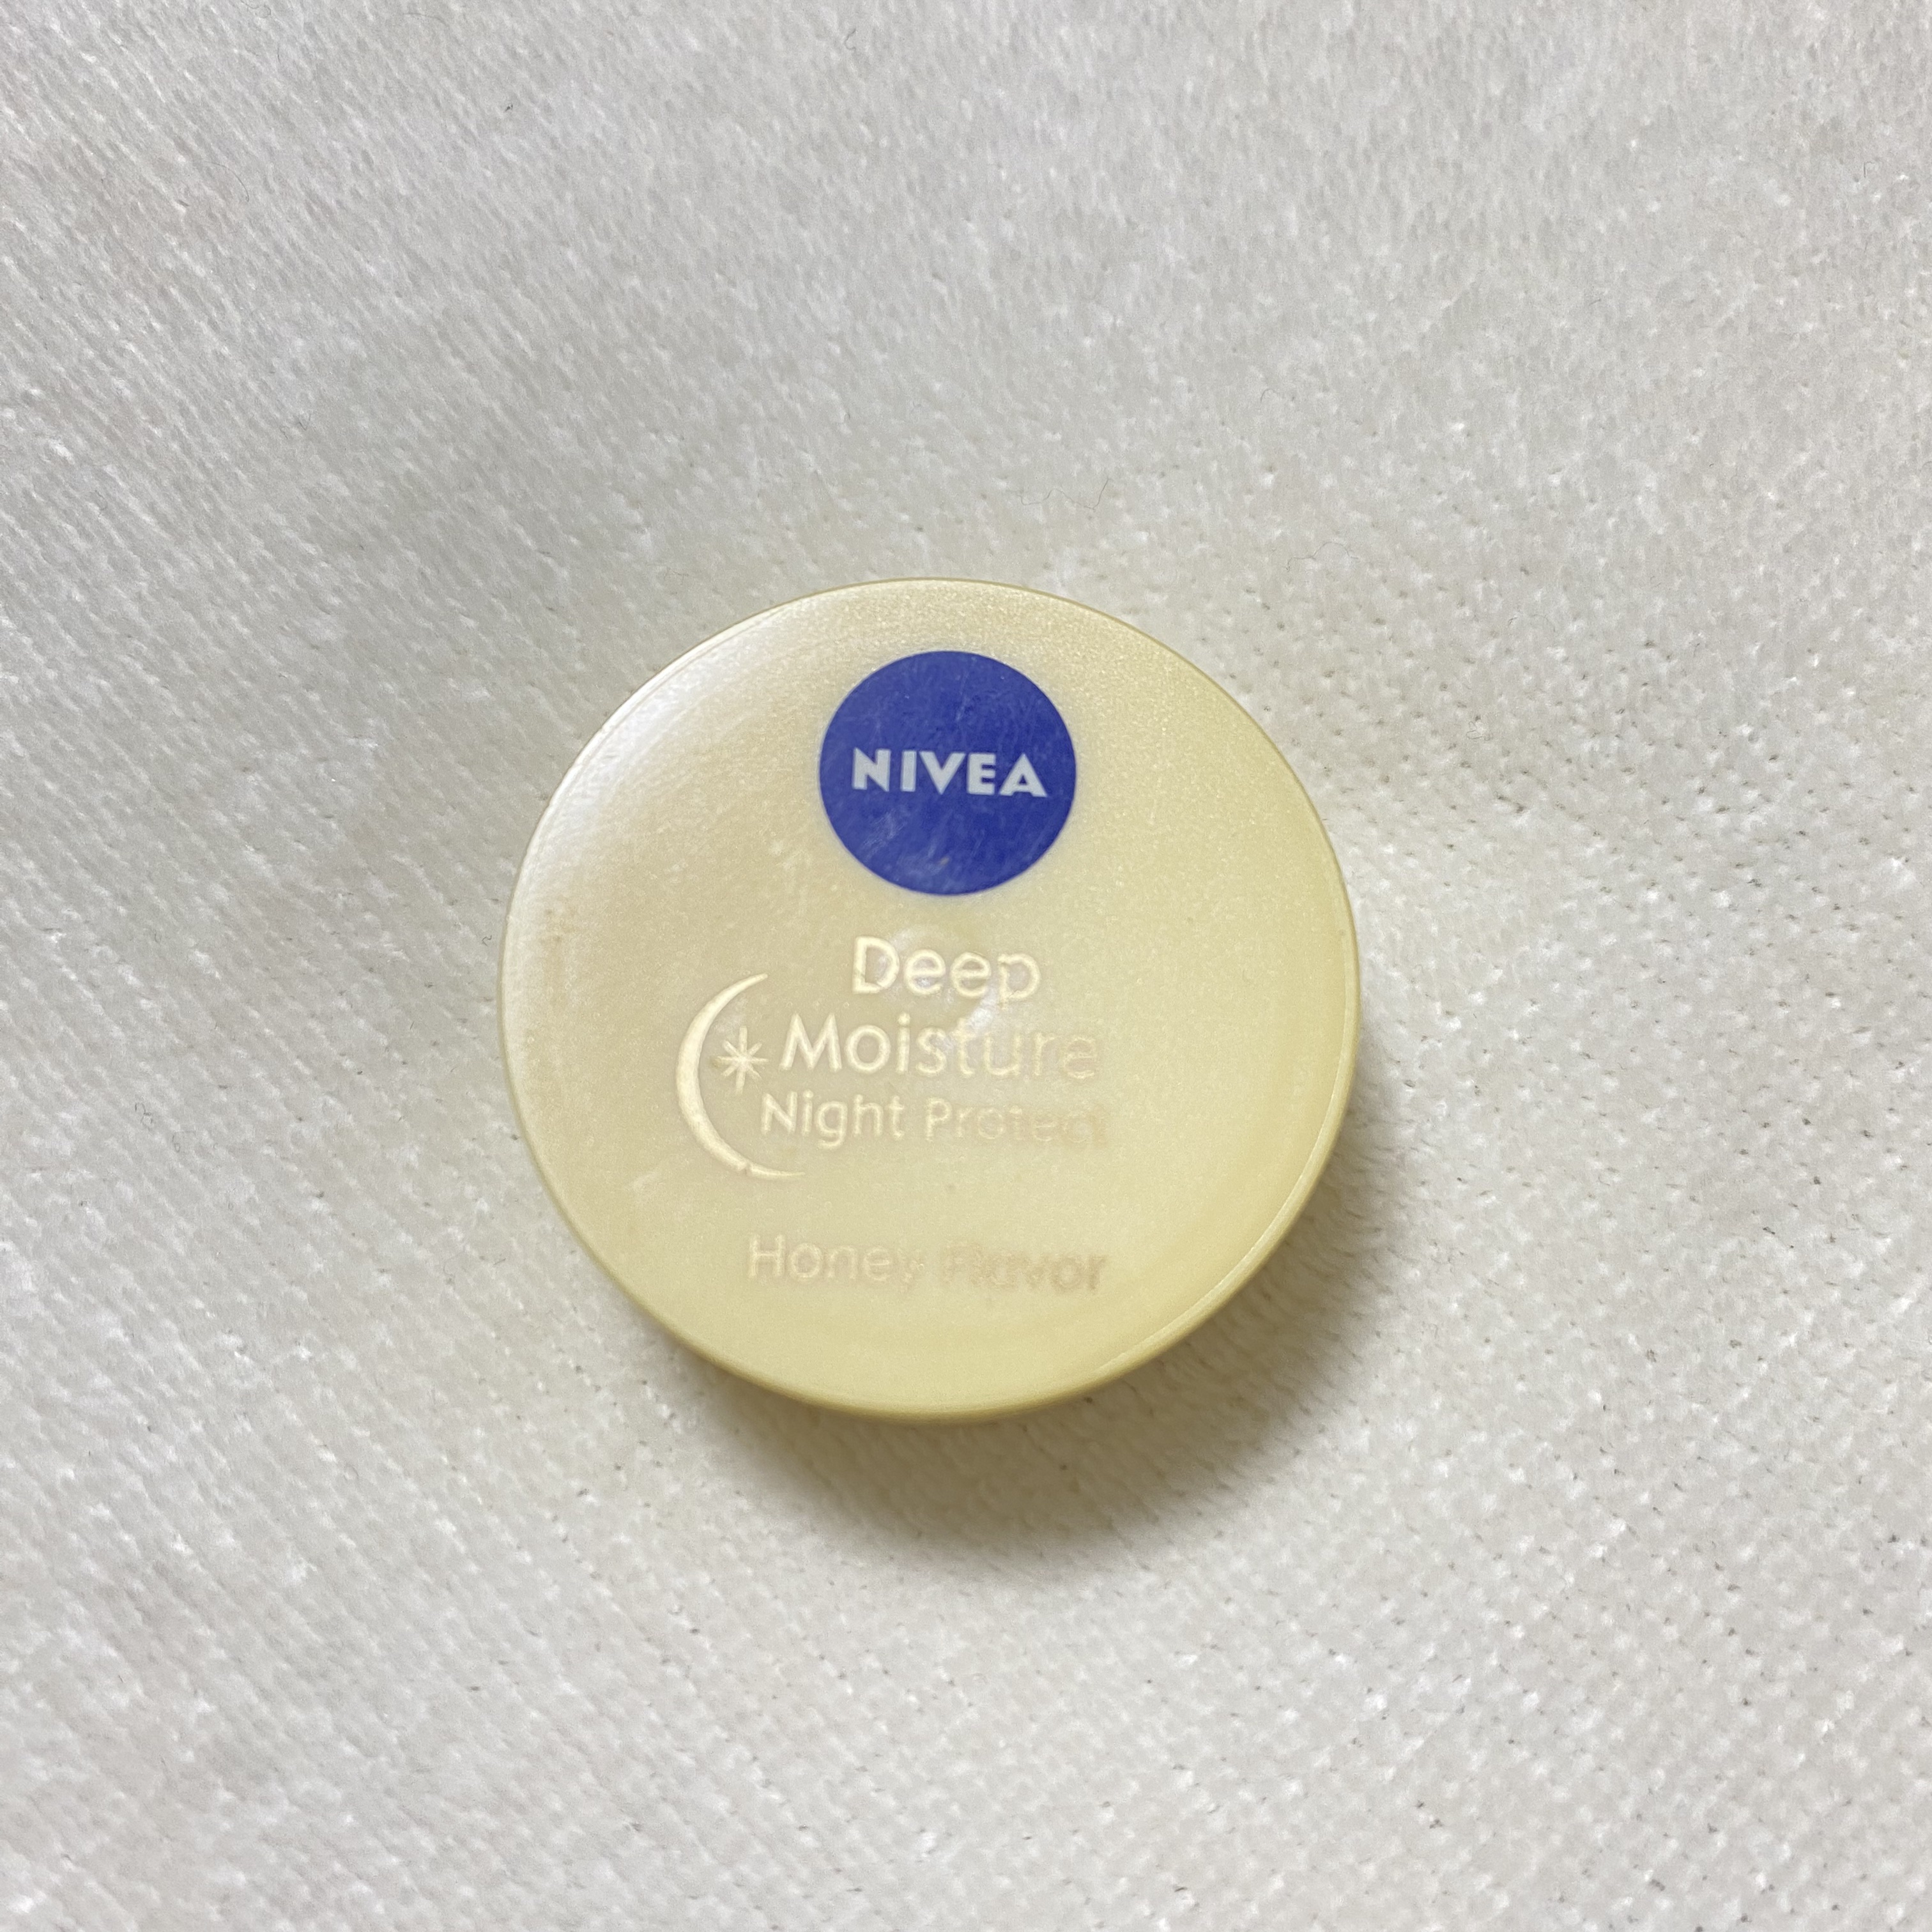 NIVEA
Deep
Moisture
Night Protect
Honey Flavor